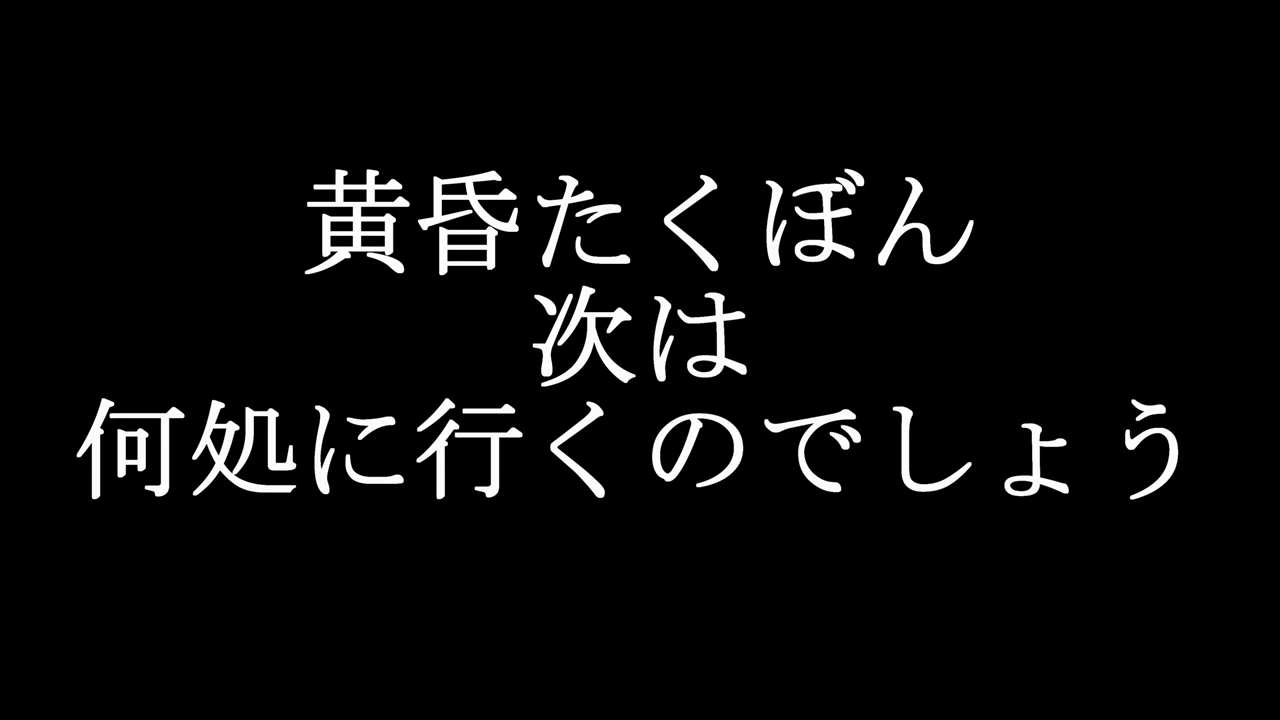 黄昏たくぼん
次は
何処に行くのでしょう